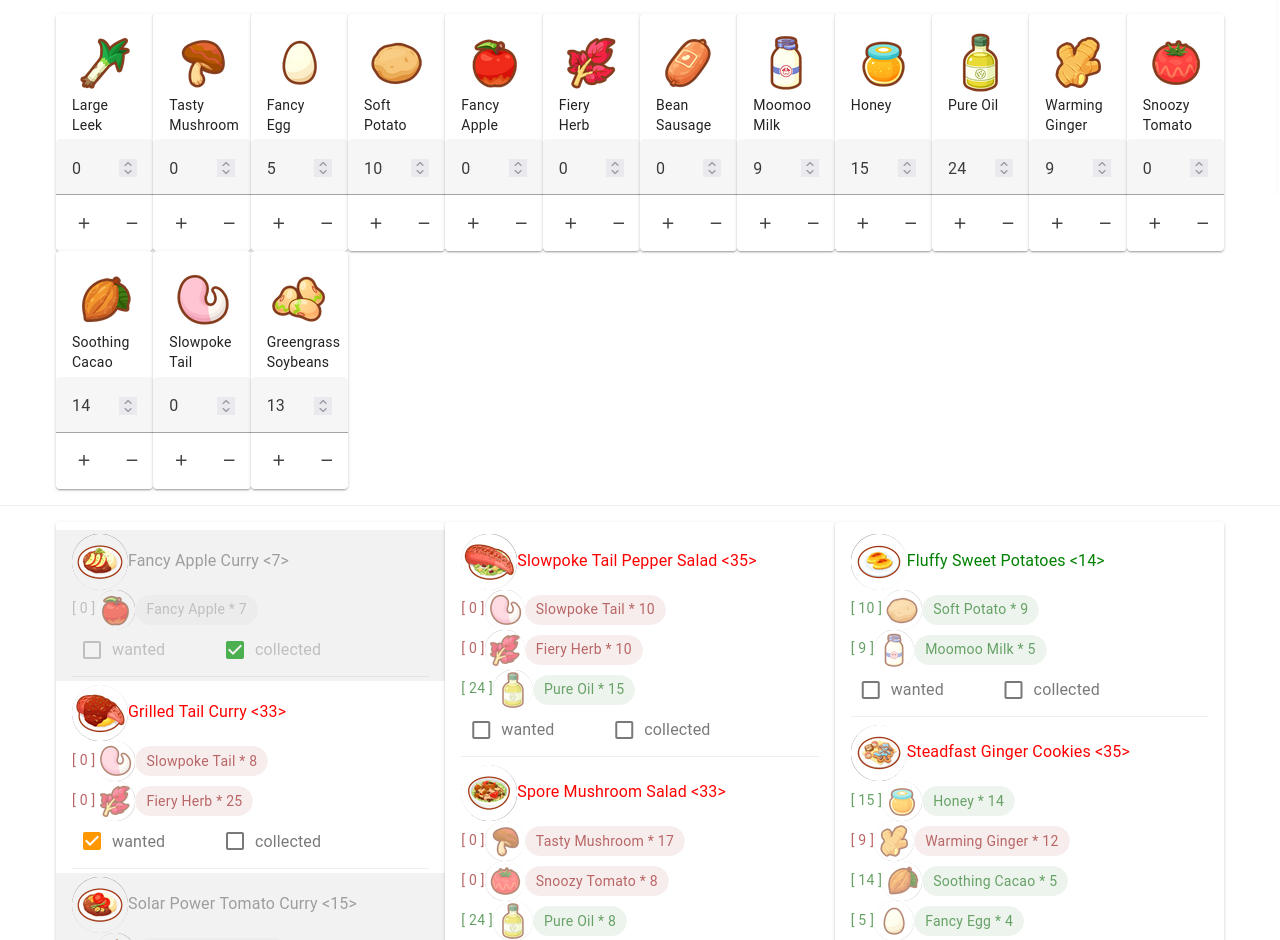 Large Leek
Tasty Mushroom
Fancy Egg
Soft Potato
Fancy Apple
Fiery Herb
Bean Sausage
Moomoo Milk
Honey
Pure Oil
Warming Ginger
Snoozy Tomato
0
0
5
10
0
0
0
9
15
24
9
0
+ − + − + − + − + − + − + − + − + − + − + − + −
Soothing Cacao
Slowpoke Tail
Greengrass Soybeans
14
0
13
+ − + − + −
Fancy Apple Curry <7>
[ 0 ] Fancy Apple * 7
wanted collected
Grilled Tail Curry <33>
[ 0 ] Slowpoke Tail * 8
[ 0 ] Fiery Herb * 25
wanted collected
Solar Power Tomato Curry <15>
Slowpoke Tail Pepper Salad <35>
[ 0 ] Slowpoke Tail * 10
[ 0 ] Fiery Herb * 10
[ 24 ] Pure Oil * 15
wanted collected
Spore Mushroom Salad <33>
[ 0 ] Tasty Mushroom * 17
[ 0 ] Snoozy Tomato * 8
[ 24 ] Pure Oil * 8
Fluffy Sweet Potatoes <14>
[ 10 ] Soft Potato * 9
[ 9 ] Moomoo Milk * 5
wanted collected
Steadfast Ginger Cookies <35>
[ 15 ] Honey * 14
[ 9 ] Warming Ginger * 12
[ 14 ] Soothing Cacao * 5
[ 5 ] Fancy Egg * 4